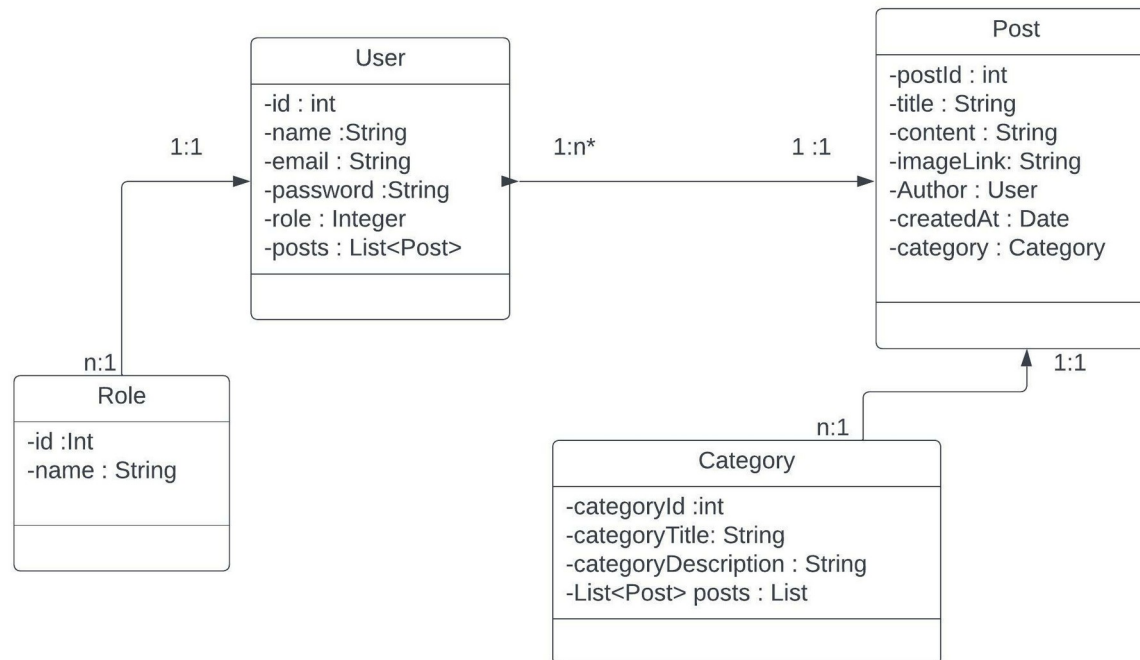 User
-id : int
-name :String
-email : String
-password :String
-role : Integer
-posts : List<Post>
1:1
1:n*
1 :1
Post
-postId : int
-title : String
-content : String
-imageLink: String
-Author : User
-createdAt : Date
-category : Category
n:1
Role
-id :Int
-name : String
1:1
n:1
Category
-categoryId :int
-categoryTitle: String
-categoryDescription : String
-List<Post> posts : List